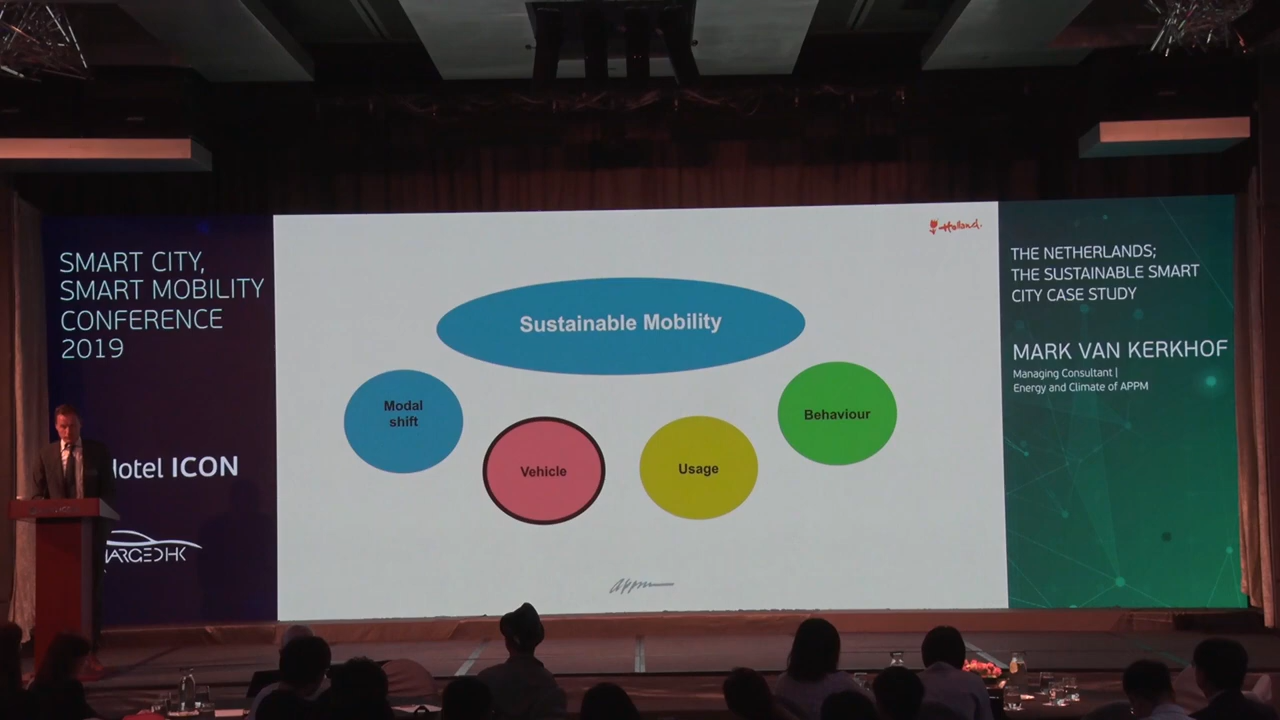 SMART CITY,
SMART MOBILITY
CONFERENCE
2019
Hotel ICON
Holland.
Sustainable Mobility
Modal
shift
Vehicle
Usage
Behaviour
appm
THE NETHERLANDS;
THE SUSTAINABLE SMART
CITY CASE STUDY
MARK VAN KERKHOF
Managing Consultant |
Energy and Climate of APPM